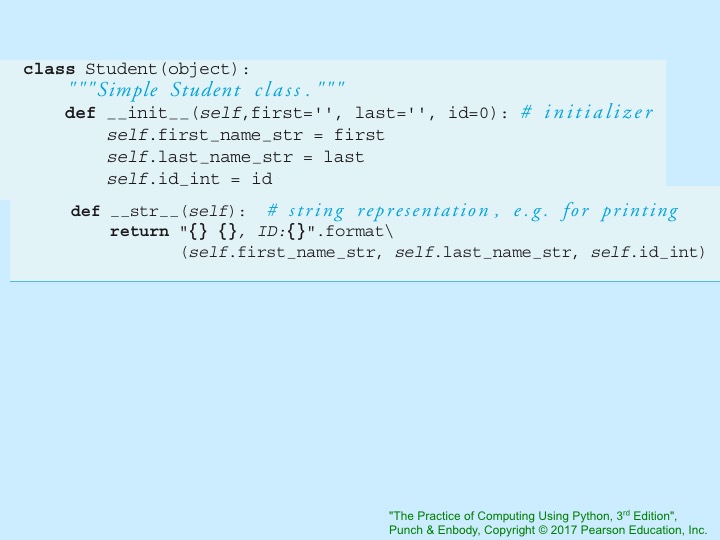 class Student(object):
    """Simple Student class."""
    def __init__(self,first='', last='', id=0): # initializer
        self.first_name_str = first
        self.last_name_str = last
        self.id_int = id
    def __str__(self):  # string representation, e.g. for printing
        return "{} {}, ID:{}".format\
               (self.first_name_str, self.last_name_str, self.id_int)
"The Practice of Computing Using Python, 3rd Edition",
Punch & Enbody, Copyright © 2017 Pearson Education, Inc.